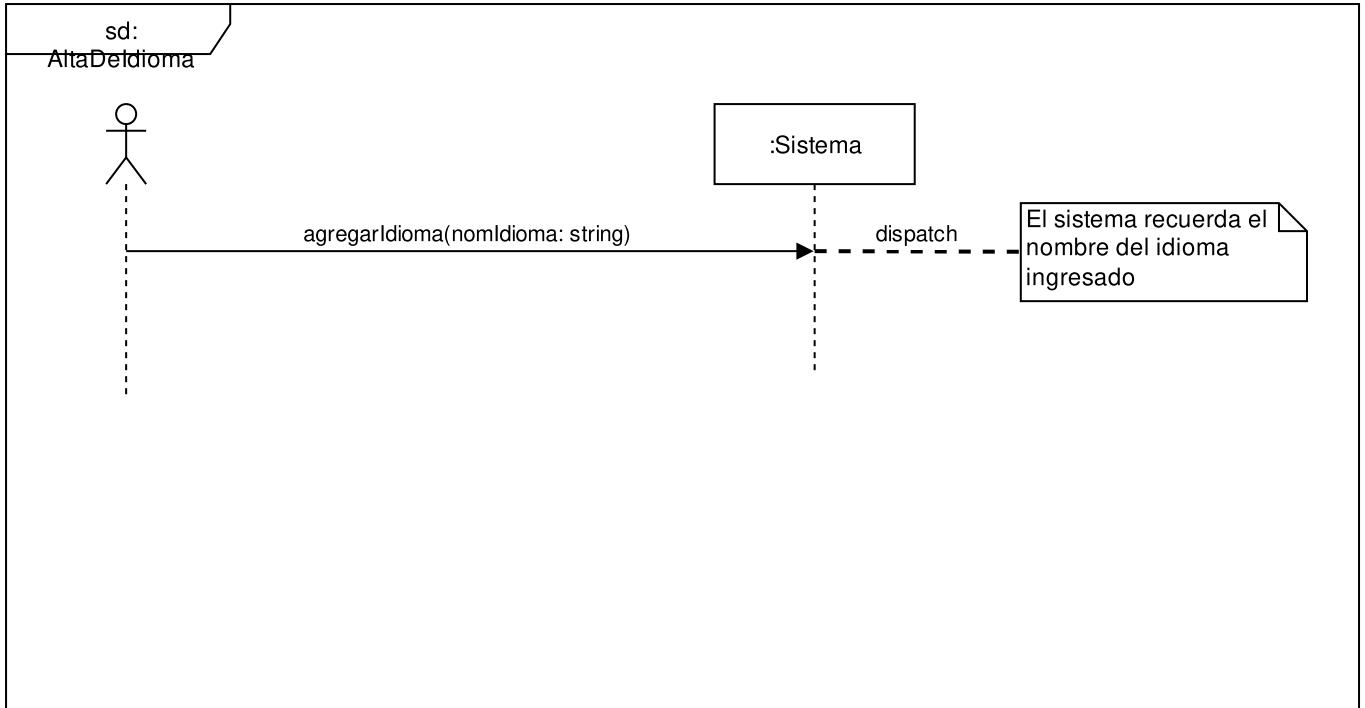 sd:
AltaDeIdioma
:Sistema
agregarIdioma(nomIdioma: string)
dispatch
El sistema recuerda el
nombre del idioma
ingresado